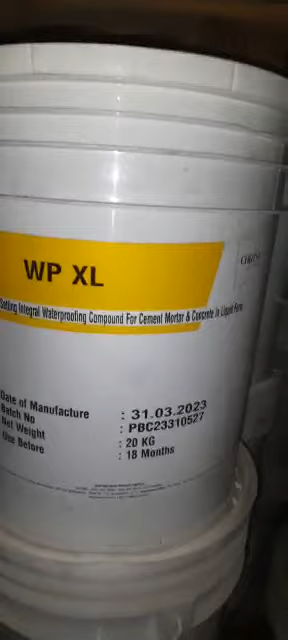 WP XL
Setting Integral Waterproofing Compound For Cement Mortar & Concrete In Liquid Form
Date of Manufacture : 31.03.2023
Batch No : PBC23310527
Net Weight : 20 KG
Use Before : 18 Months